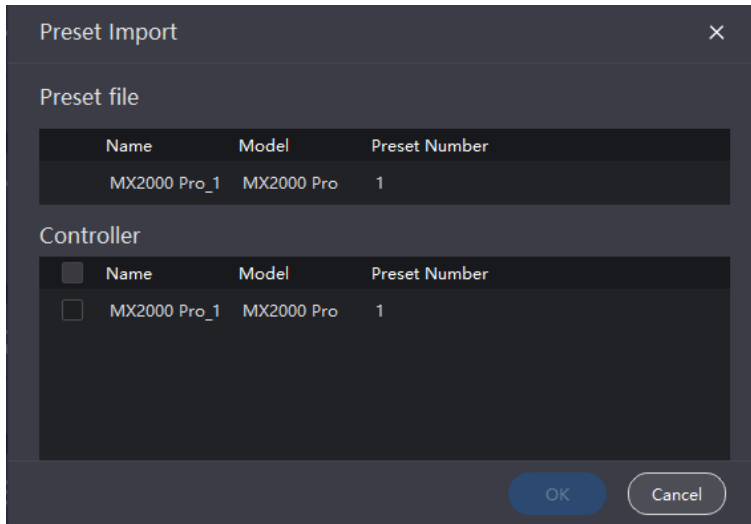 Preset Import
Preset file
Name Model Preset Number
MX2000 Pro_1 MX2000 Pro 1
Controller
Name Model Preset Number
MX2000 Pro_1 MX2000 Pro 1
OK Cancel